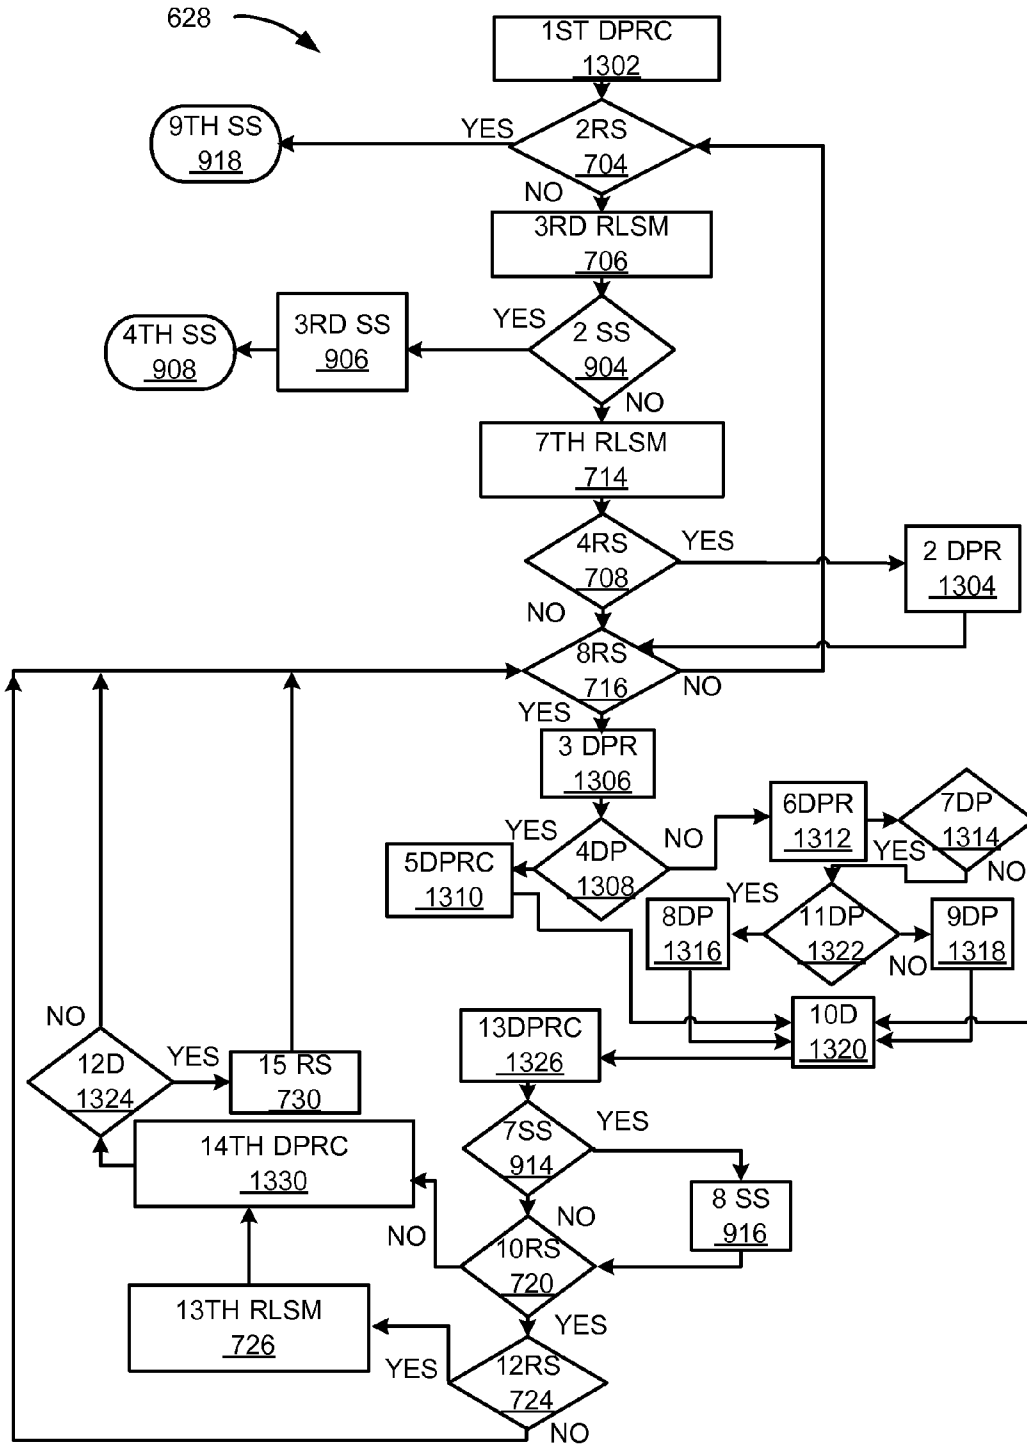 628
1ST DPRC
1302
9TH SS
918
YES
2RS
704
NO
3RD RLSM
706
4TH SS
908
3RD SS
906
YES
2 SS
904
NO
7TH RLSM
714
4RS
708
YES
2 DPR
1304
NO
8RS
716
NO
YES
3 DPR
1306
YES
4DP
1308
NO
6DPR
1312
7DP
1314
YES
NO
5DPRC
1310
YES
8DP
1316
11DP
1322
NO
9DP
1318
10D
1320
13DPRC
1326
NO
12D
1324
YES
15 RS
730
7SS
914
YES
14TH DPRC
1330
8 SS
916
NO
NO
10RS
720
13TH RLSM
726
YES
YES
12RS
724
NO